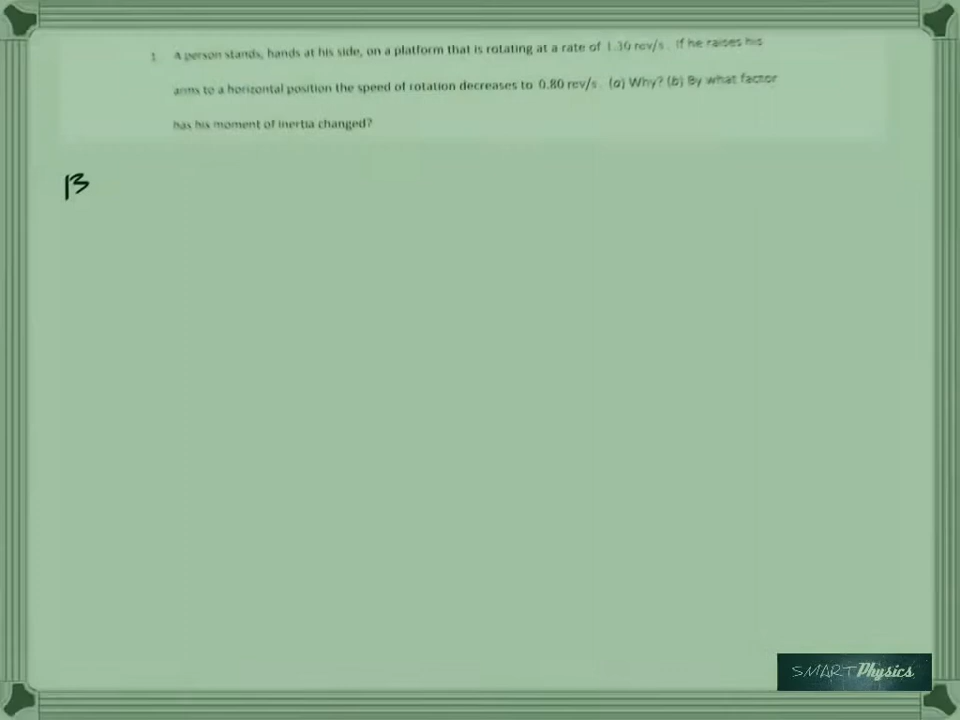 1 A person stands, hands at his side, on a platform that is rotating at a rate of 1.30 rev/s. If he raises his
arms to a horizontal position the speed of rotation decreases to 0.80 rev/s. (a) Why? (b) By what factor
has his moment of inertia changed?
13
SMART Physics